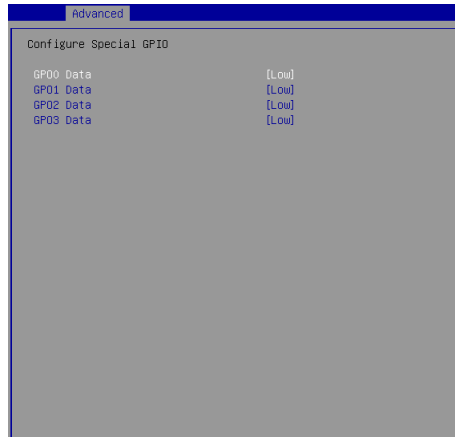 Advanced
Configure Special GPIO
GPO0 Data [Low]
GPO1 Data [Low]
GPO2 Data [Low]
GPO3 Data [Low]